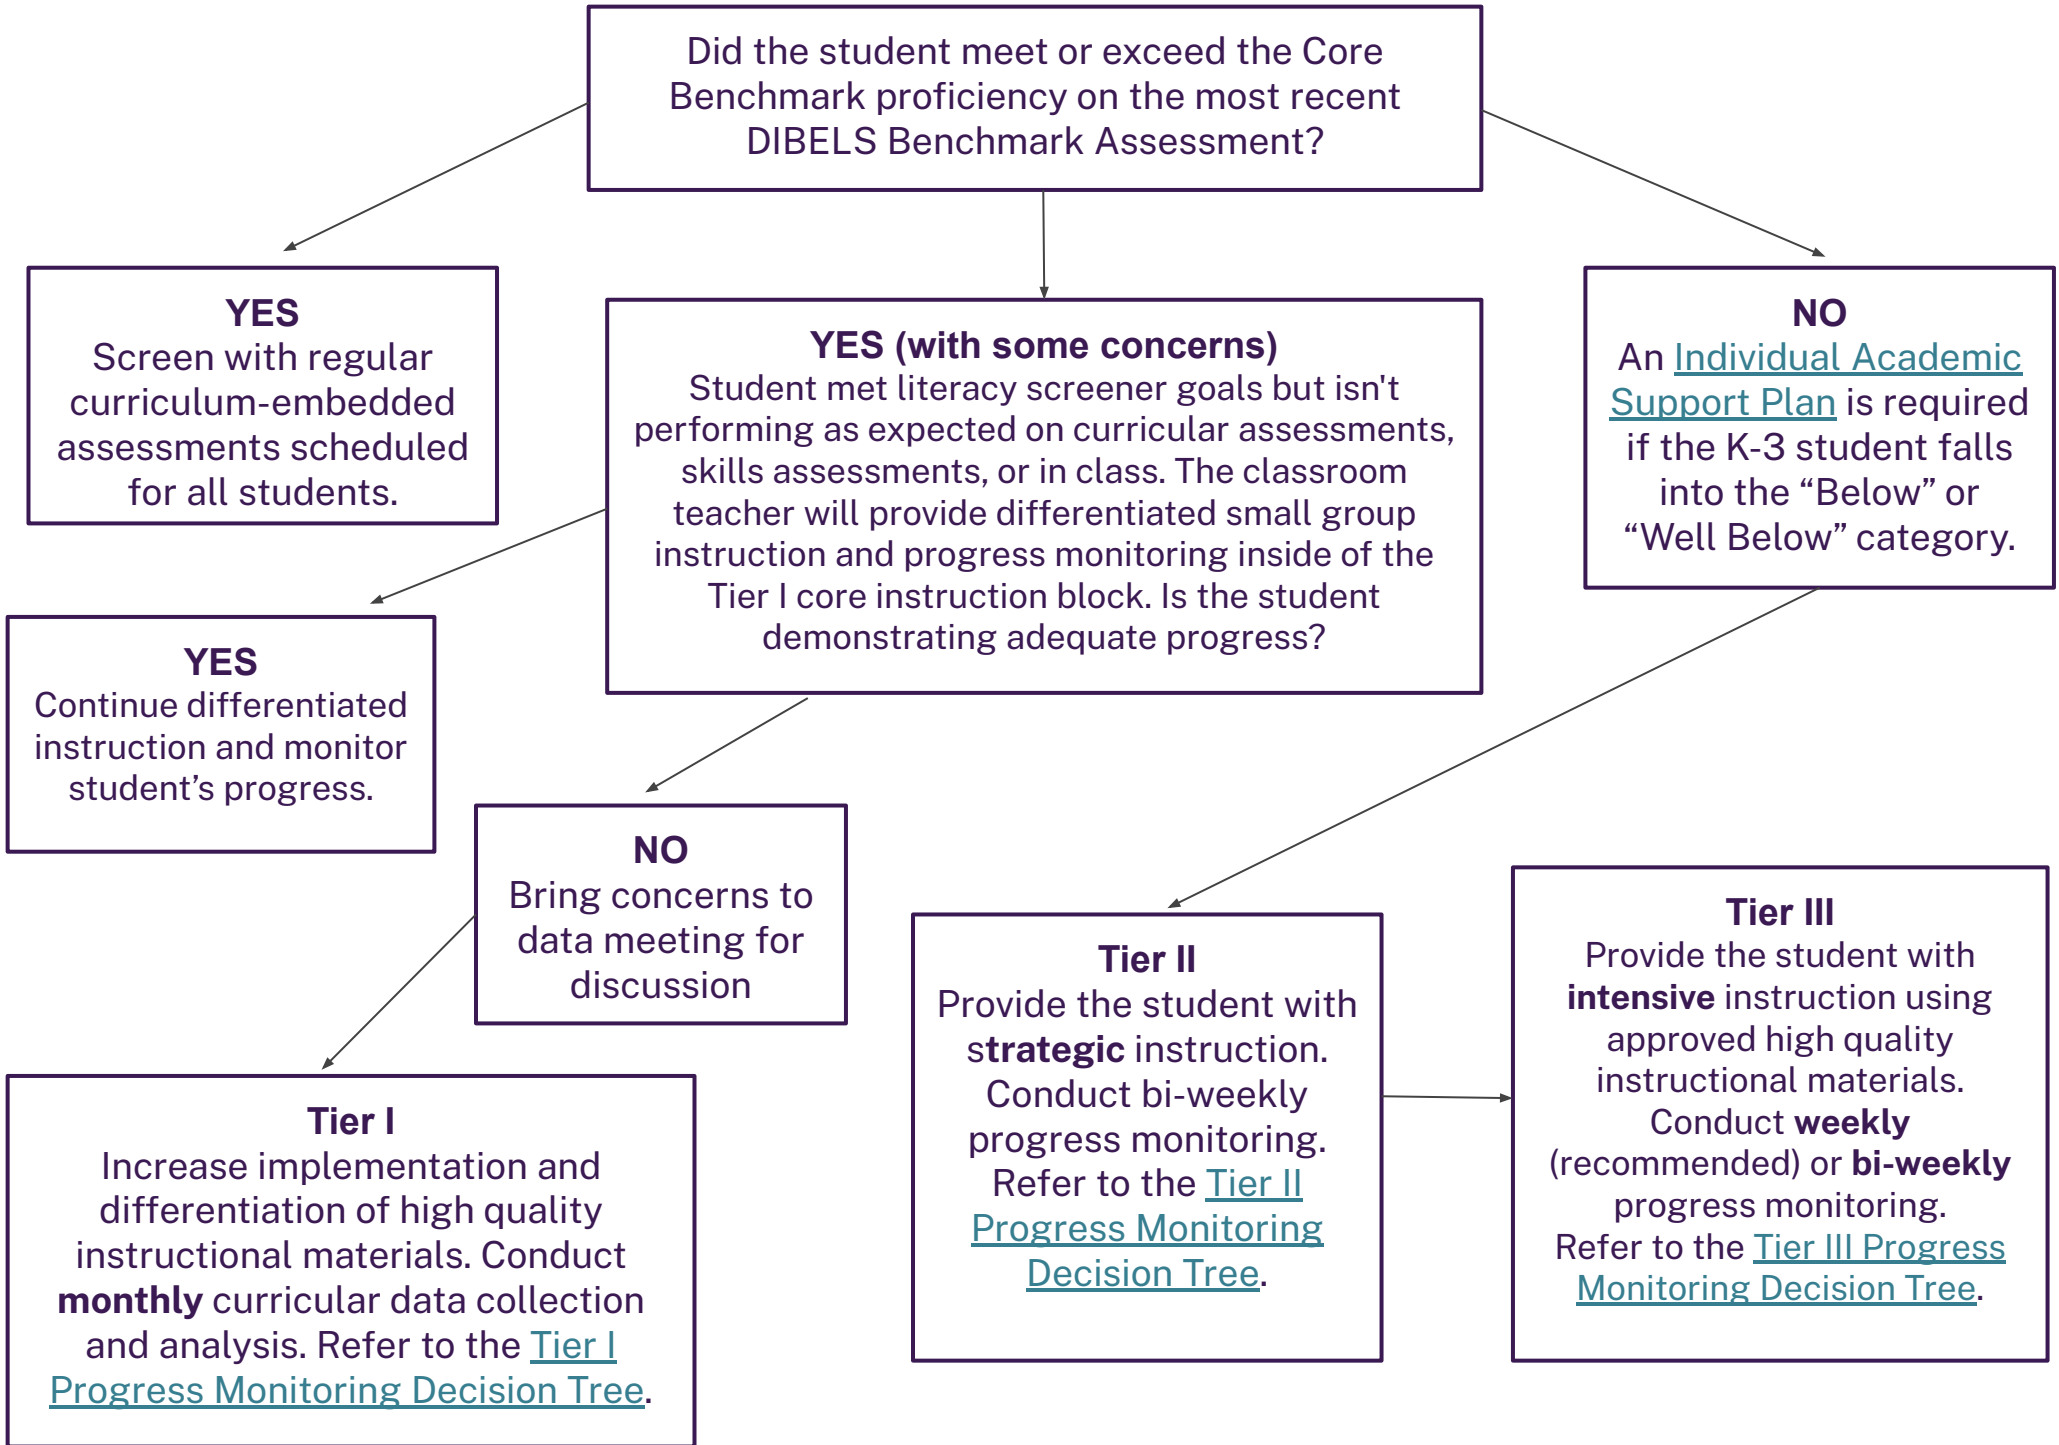 Did the student meet or exceed the Core
Benchmark proficiency on the most recent
DIBELS Benchmark Assessment?
YES
Screen with regular
curriculum-embedded
assessments scheduled
for all students.
YES (with some concerns)
Student met literacy screener goals but isn't
performing as expected on curricular assessments,
skills assessments, or in class. The classroom
teacher will provide differentiated small group
instruction and progress monitoring inside of the
Tier I core instruction block. Is the student
demonstrating adequate progress?
NO
An Individual Academic
Support Plan is required
if the K-3 student falls
into the “Below” or
“Well Below” category.
YES
Continue differentiated
instruction and monitor
student’s progress.
NO
Bring concerns to
data meeting for
discussion
Tier I
Increase implementation and
differentiation of high quality
instructional materials. Conduct
monthly curricular data collection
and analysis. Refer to the Tier I
Progress Monitoring Decision Tree.
Tier II
Provide the student with
strategic instruction.
Conduct bi-weekly
progress monitoring.
Refer to the Tier II
Progress Monitoring
Decision Tree.
Tier III
Provide the student with
intensive instruction using
approved high quality
instructional materials.
Conduct weekly
(recommended) or bi-weekly
progress monitoring.
Refer to the Tier III Progress
Monitoring Decision Tree.